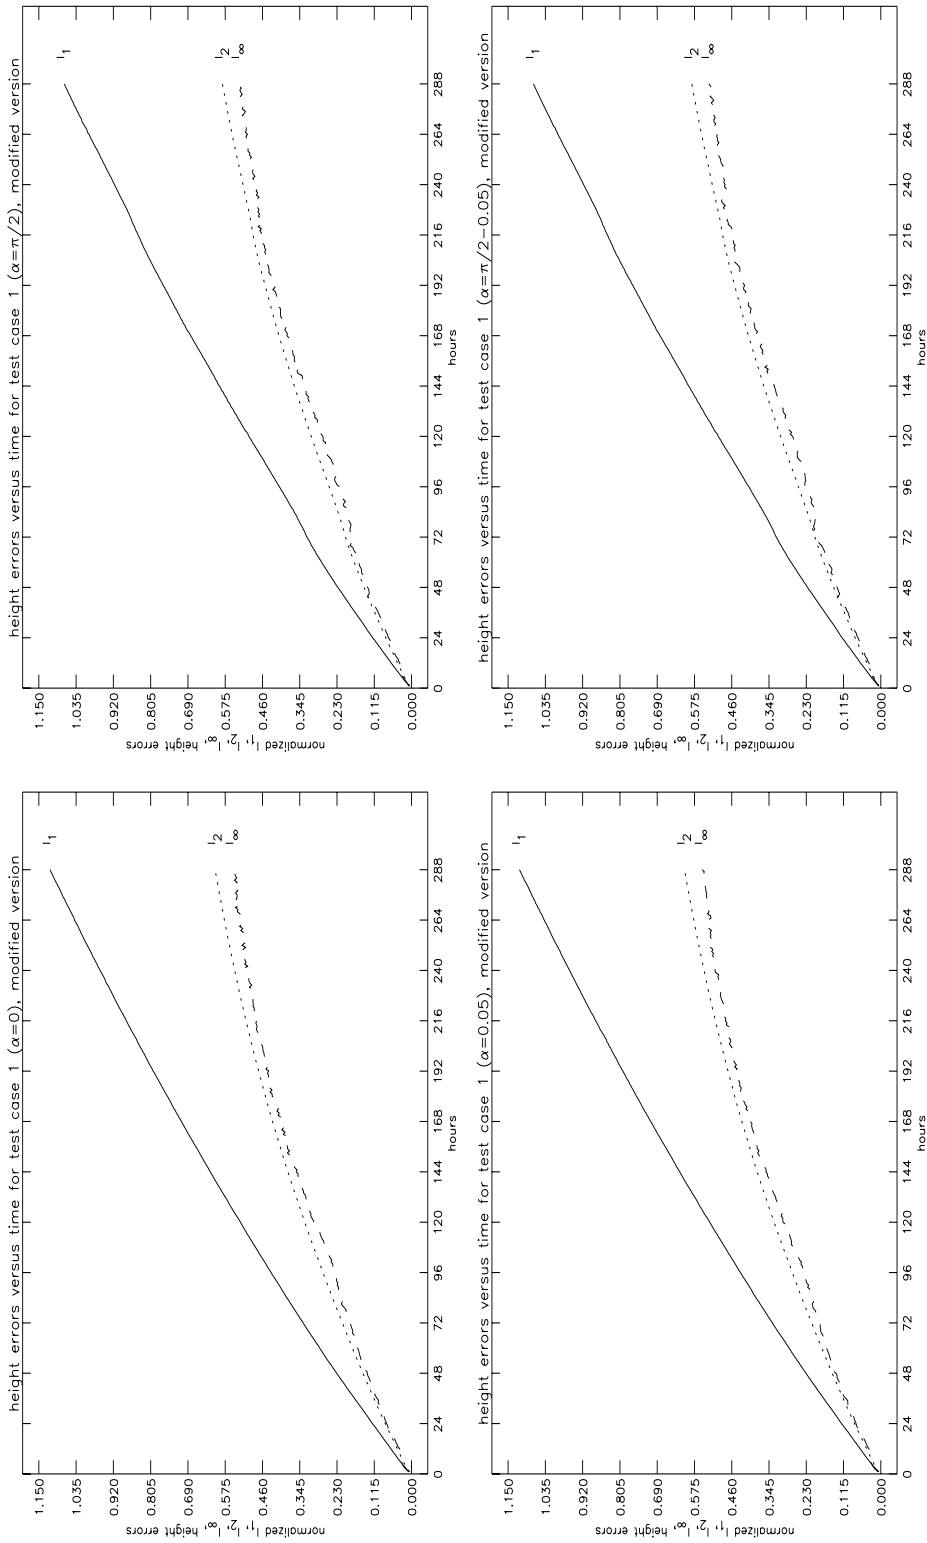 height errors versus time for test case 1 (α=0), modified version
normalized l₁, l₂, l∞, height errors
1.150
1.035
0.920
0.805
0.690
0.575
0.460
0.345
0.230
0.115
0.000
l₁
l₂
l∞
0 24 48 72 96 120 144 168 192 216 240 264 288
hours
height errors versus time for test case 1 (α=π/2), modified version
normalized l₁, l₂, l∞, height errors
1.150
1.035
0.920
0.805
0.690
0.575
0.460
0.345
0.230
0.115
0.000
l₁
l₂
l∞
0 24 48 72 96 120 144 168 192 216 240 264 288
hours
height errors versus time for test case 1 (α=0.05), modified version
normalized l₁, l₂, l∞, height errors
1.150
1.035
0.920
0.805
0.690
0.575
0.460
0.345
0.230
0.115
0.000
l₁
l₂
l∞
0 24 48 72 96 120 144 168 192 216 240 264 288
hours
height errors versus time for test case 1 (α=π/2−0.05), modified version
normalized l₁, l₂, l∞, height errors
1.150
1.035
0.920
0.805
0.690
0.575
0.460
0.345
0.230
0.115
0.000
l₁
l₂
l∞
0 24 48 72 96 120 144 168 192 216 240 264 288
hours